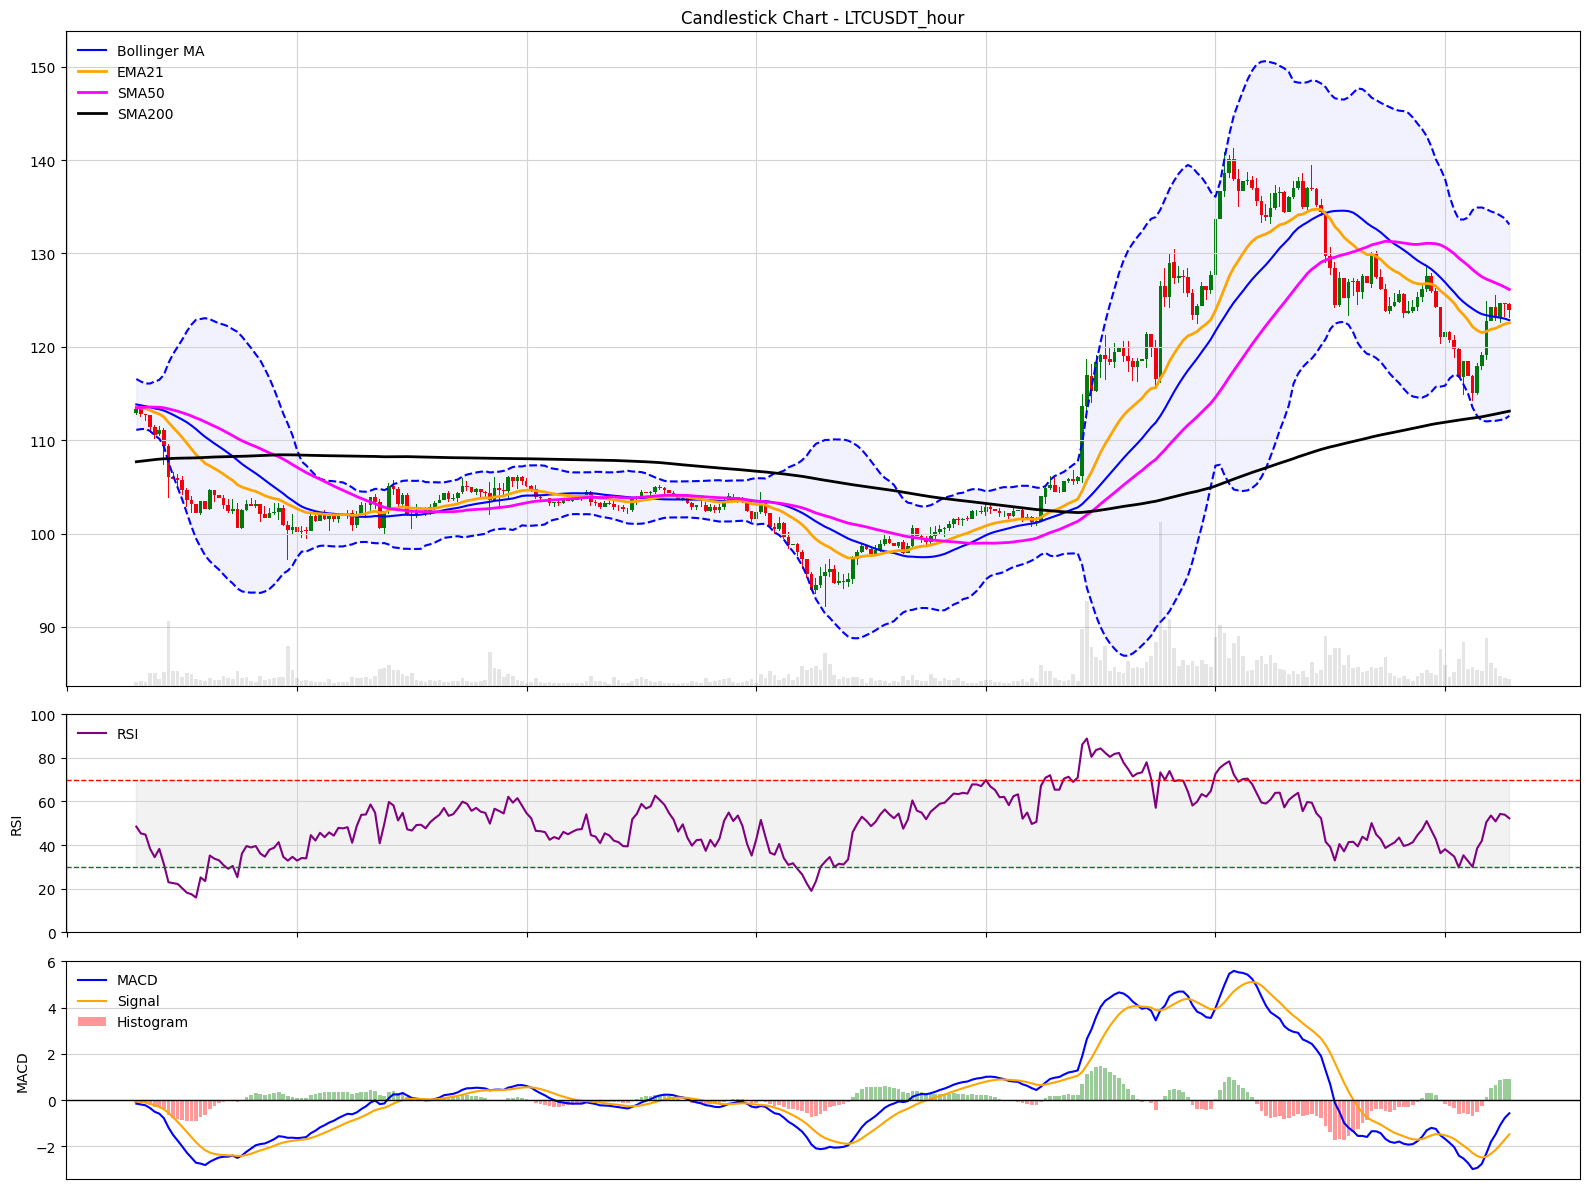 Candlestick Chart - LTCUSDT_hour
Bollinger MA
EMA21
SMA50
SMA200
150
140
130
120
110
100
90
RSI
100
80
60
40
20
0
RSI
MACD
Signal
Histogram
6
4
2
0
−2
MACD